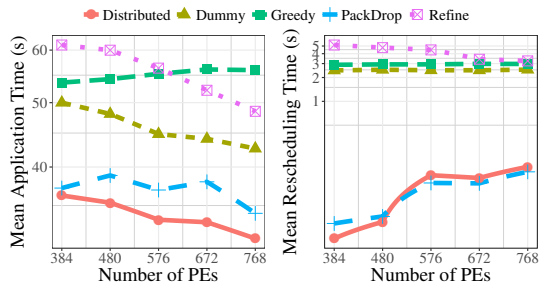 Distributed Dummy Greedy PackDrop Refine
Mean Application Time (s)
60
50
40
384 480 576 672 768
Number of PEs
Mean Rescheduling Time (s)
5
4
3
2
1
384 480 576 672 768
Number of PEs